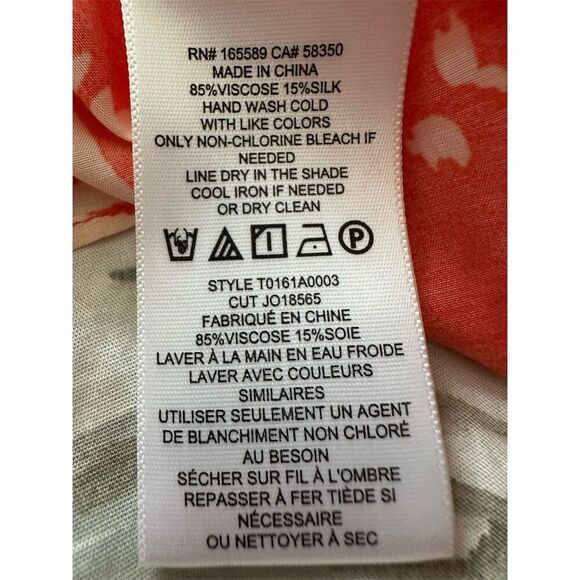 RN# 165589 CA# 58350
MADE IN CHINA
85%VISCOSE 15%SILK
HAND WASH COLD
WITH LIKE COLORS
ONLY NON-CHLORINE BLEACH IF
NEEDED
LINE DRY IN THE SHADE
COOL IRON IF NEEDED
OR DRY CLEAN
P
STYLE T0161A0003
CUT JO18565
FABRIQUÉ EN CHINE
85%VISCOSE 15%SOIE
LAVER À LA MAIN EN EAU FROIDE
LAVER AVEC COULEURS
SIMILAIRES
UTILISER SEULEMENT UN AGENT
DE BLANCHIMENT NON CHLORÉ
AU BESOIN
SÉCHER SUR FIL À L'OMBRE
REPASSER À FER TIÈDE SI
NÉCESSAIRE
OU NETTOYER À SEC